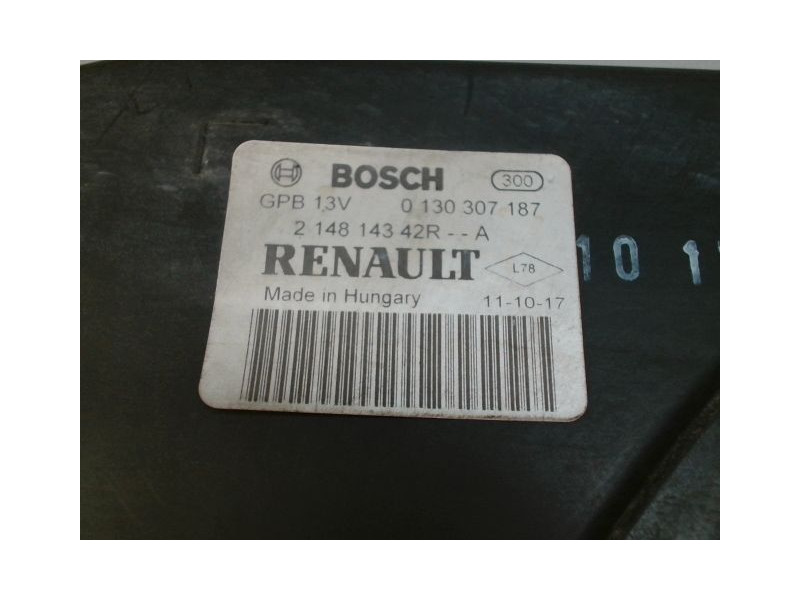 BOSCH 300
GPB 13V 0 130 307 187
2 148 143 42R - - A
RENAULT L78
Made in Hungary 11-10-17
10